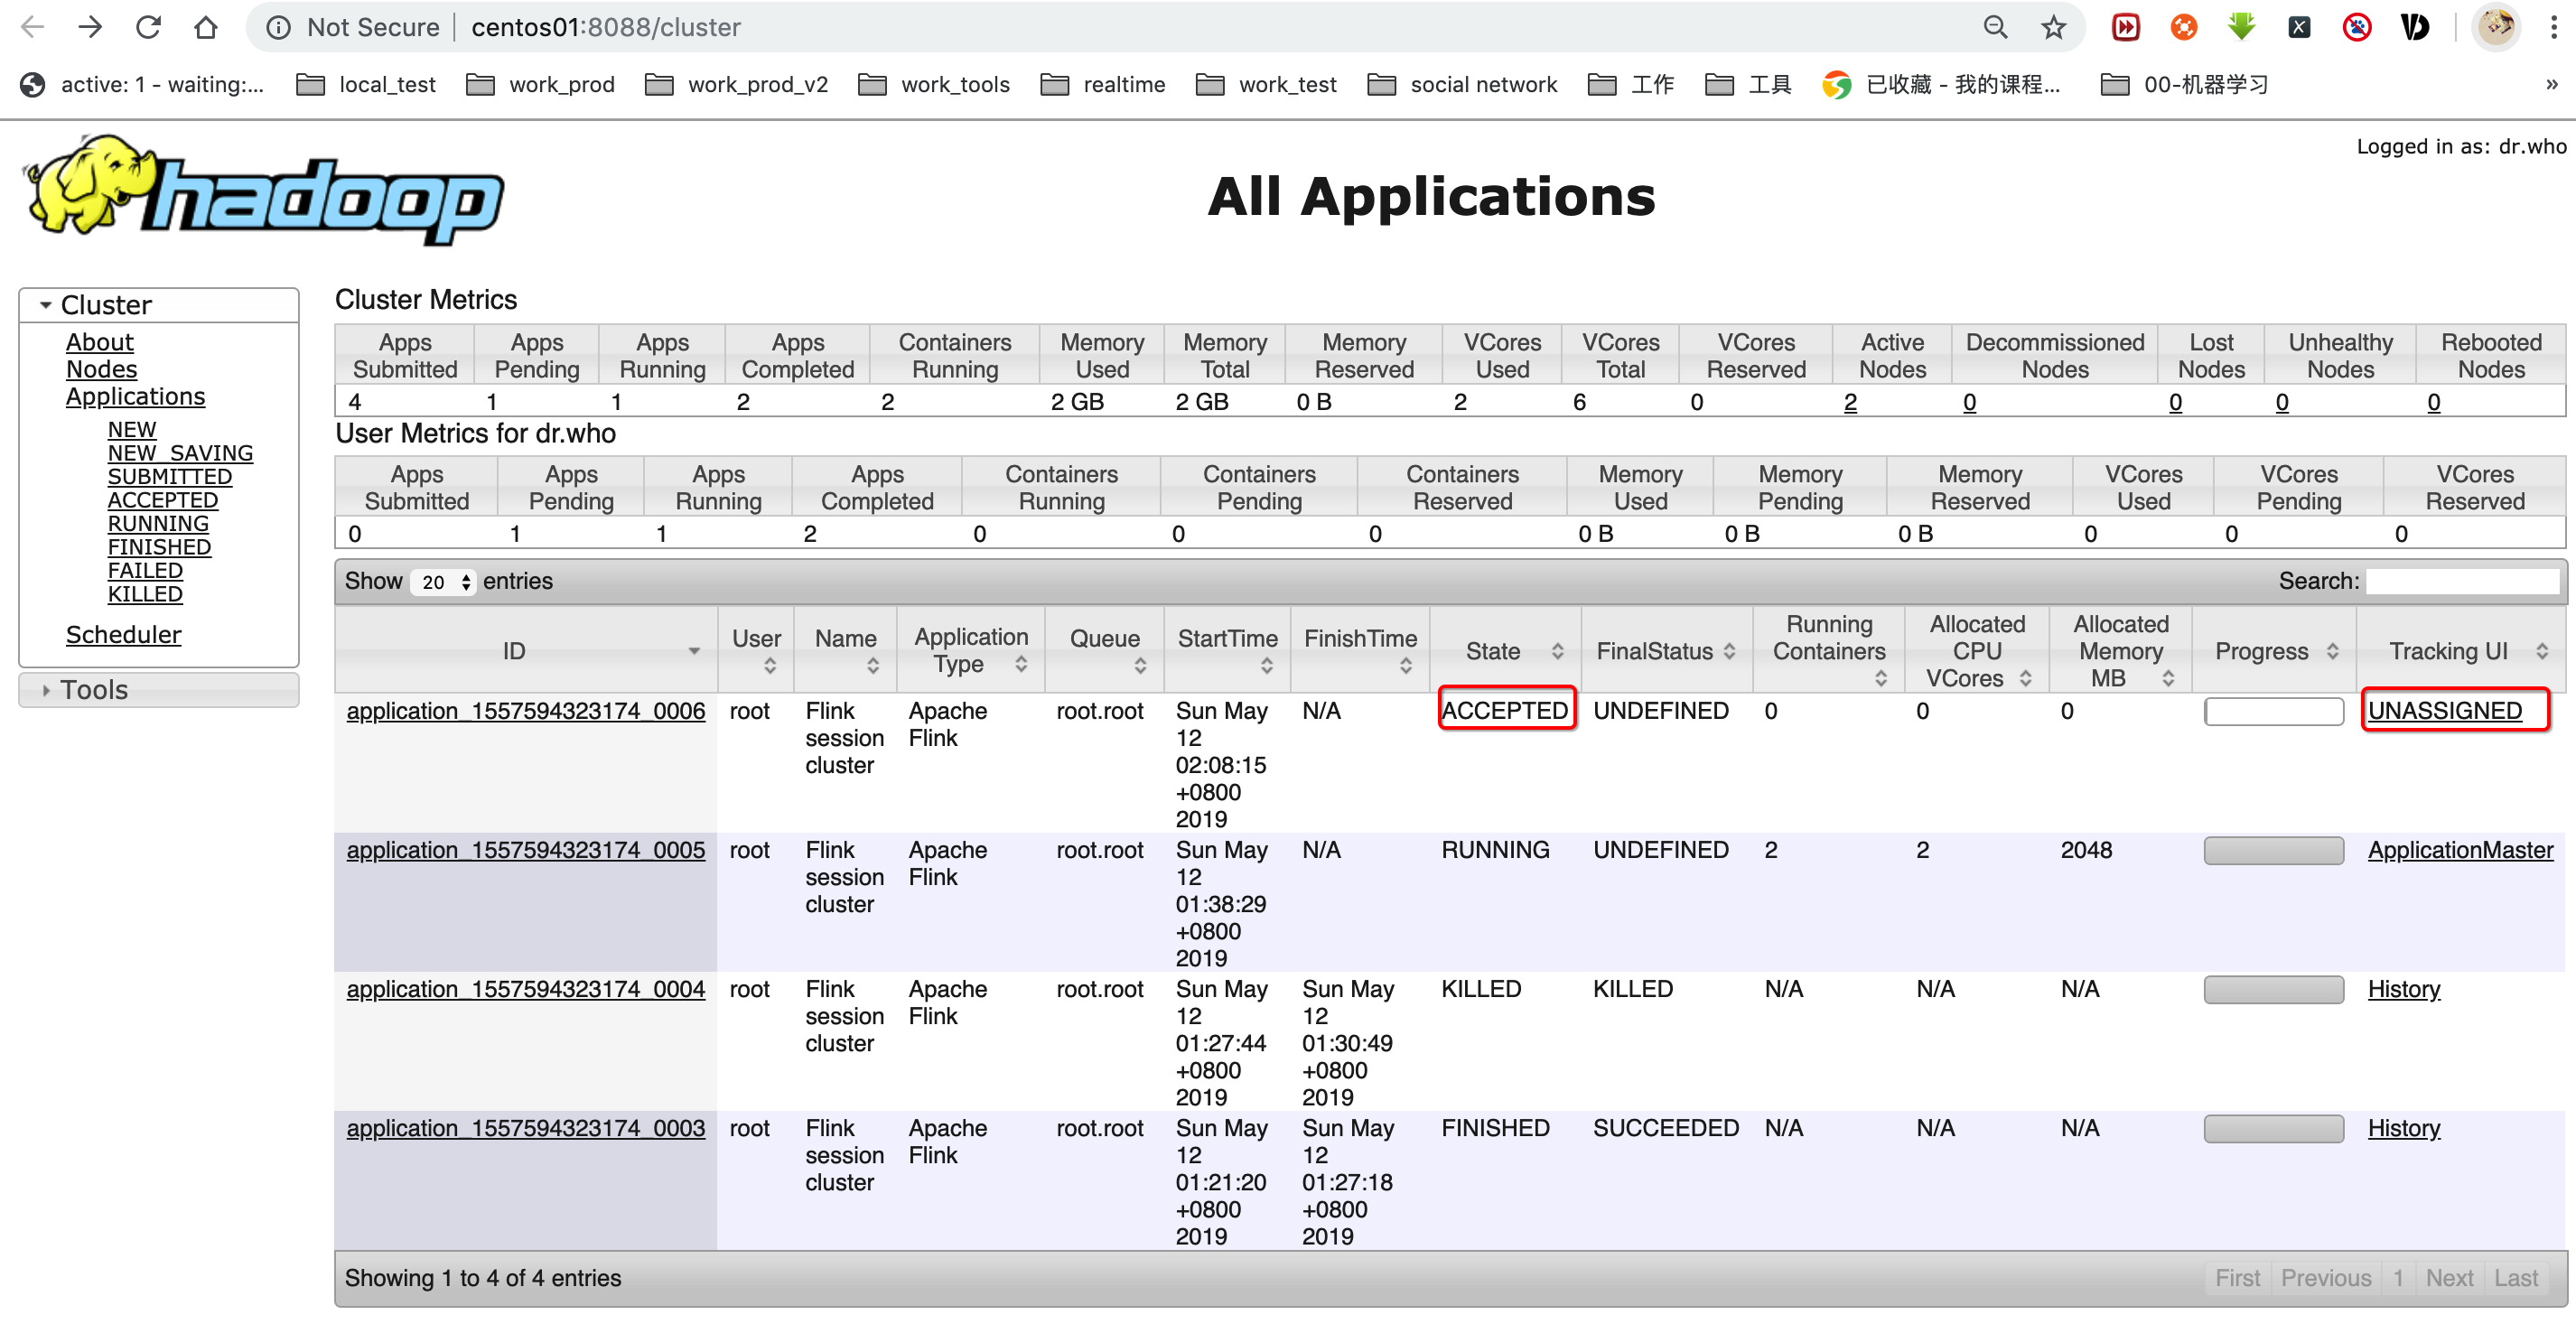 Not Secure | centos01:8088/cluster
active: 1 - waiting:... local_test work_prod work_prod_v2 work_tools realtime work_test social network 工作 工具 已收藏 - 我的课程... 00-机器学习 »
Logged in as: dr.who
hadoop
All Applications
Cluster
About
Nodes
Applications
NEW
NEW_SAVING
SUBMITTED
ACCEPTED
RUNNING
FINISHED
FAILED
KILLED
Scheduler
Tools
Cluster Metrics
Apps Submitted Apps Pending Apps Running Apps Completed Containers Running Memory Used Memory Total Memory Reserved VCores Used VCores Total VCores Reserved Active Nodes Decommissioned Nodes Lost Nodes Unhealthy Nodes Rebooted Nodes
4 1 1 2 2 2 GB 2 GB 0 B 2 6 0 2 0 0 0 0
User Metrics for dr.who
Apps Submitted Apps Pending Apps Running Apps Completed Containers Running Containers Pending Containers Reserved Memory Used Memory Pending Memory Reserved VCores Used VCores Pending VCores Reserved
0 1 1 2 0 0 0 0 B 0 B 0 B 0 0 0
Show 20 entries Search:
ID User Name Application Type Queue StartTime FinishTime State FinalStatus Running Containers Allocated CPU VCores Allocated Memory MB Progress Tracking UI
application_1557594323174_0006 root Flink session cluster Apache Flink root.root Sun May 12 02:08:15 +0800 2019 N/A ACCEPTED UNDEFINED 0 0 0 UNASSIGNED
application_1557594323174_0005 root Flink session cluster Apache Flink root.root Sun May 12 01:38:29 +0800 2019 N/A RUNNING UNDEFINED 2 2 2048 ApplicationMaster
application_1557594323174_0004 root Flink session cluster Apache Flink root.root Sun May 12 01:27:44 +0800 2019 Sun May 12 01:30:49 +0800 2019 KILLED KILLED N/A N/A N/A History
application_1557594323174_0003 root Flink session cluster Apache Flink root.root Sun May 12 01:21:20 +0800 2019 Sun May 12 01:27:18 +0800 2019 FINISHED SUCCEEDED N/A N/A N/A History
Showing 1 to 4 of 4 entries First Previous 1 Next Last